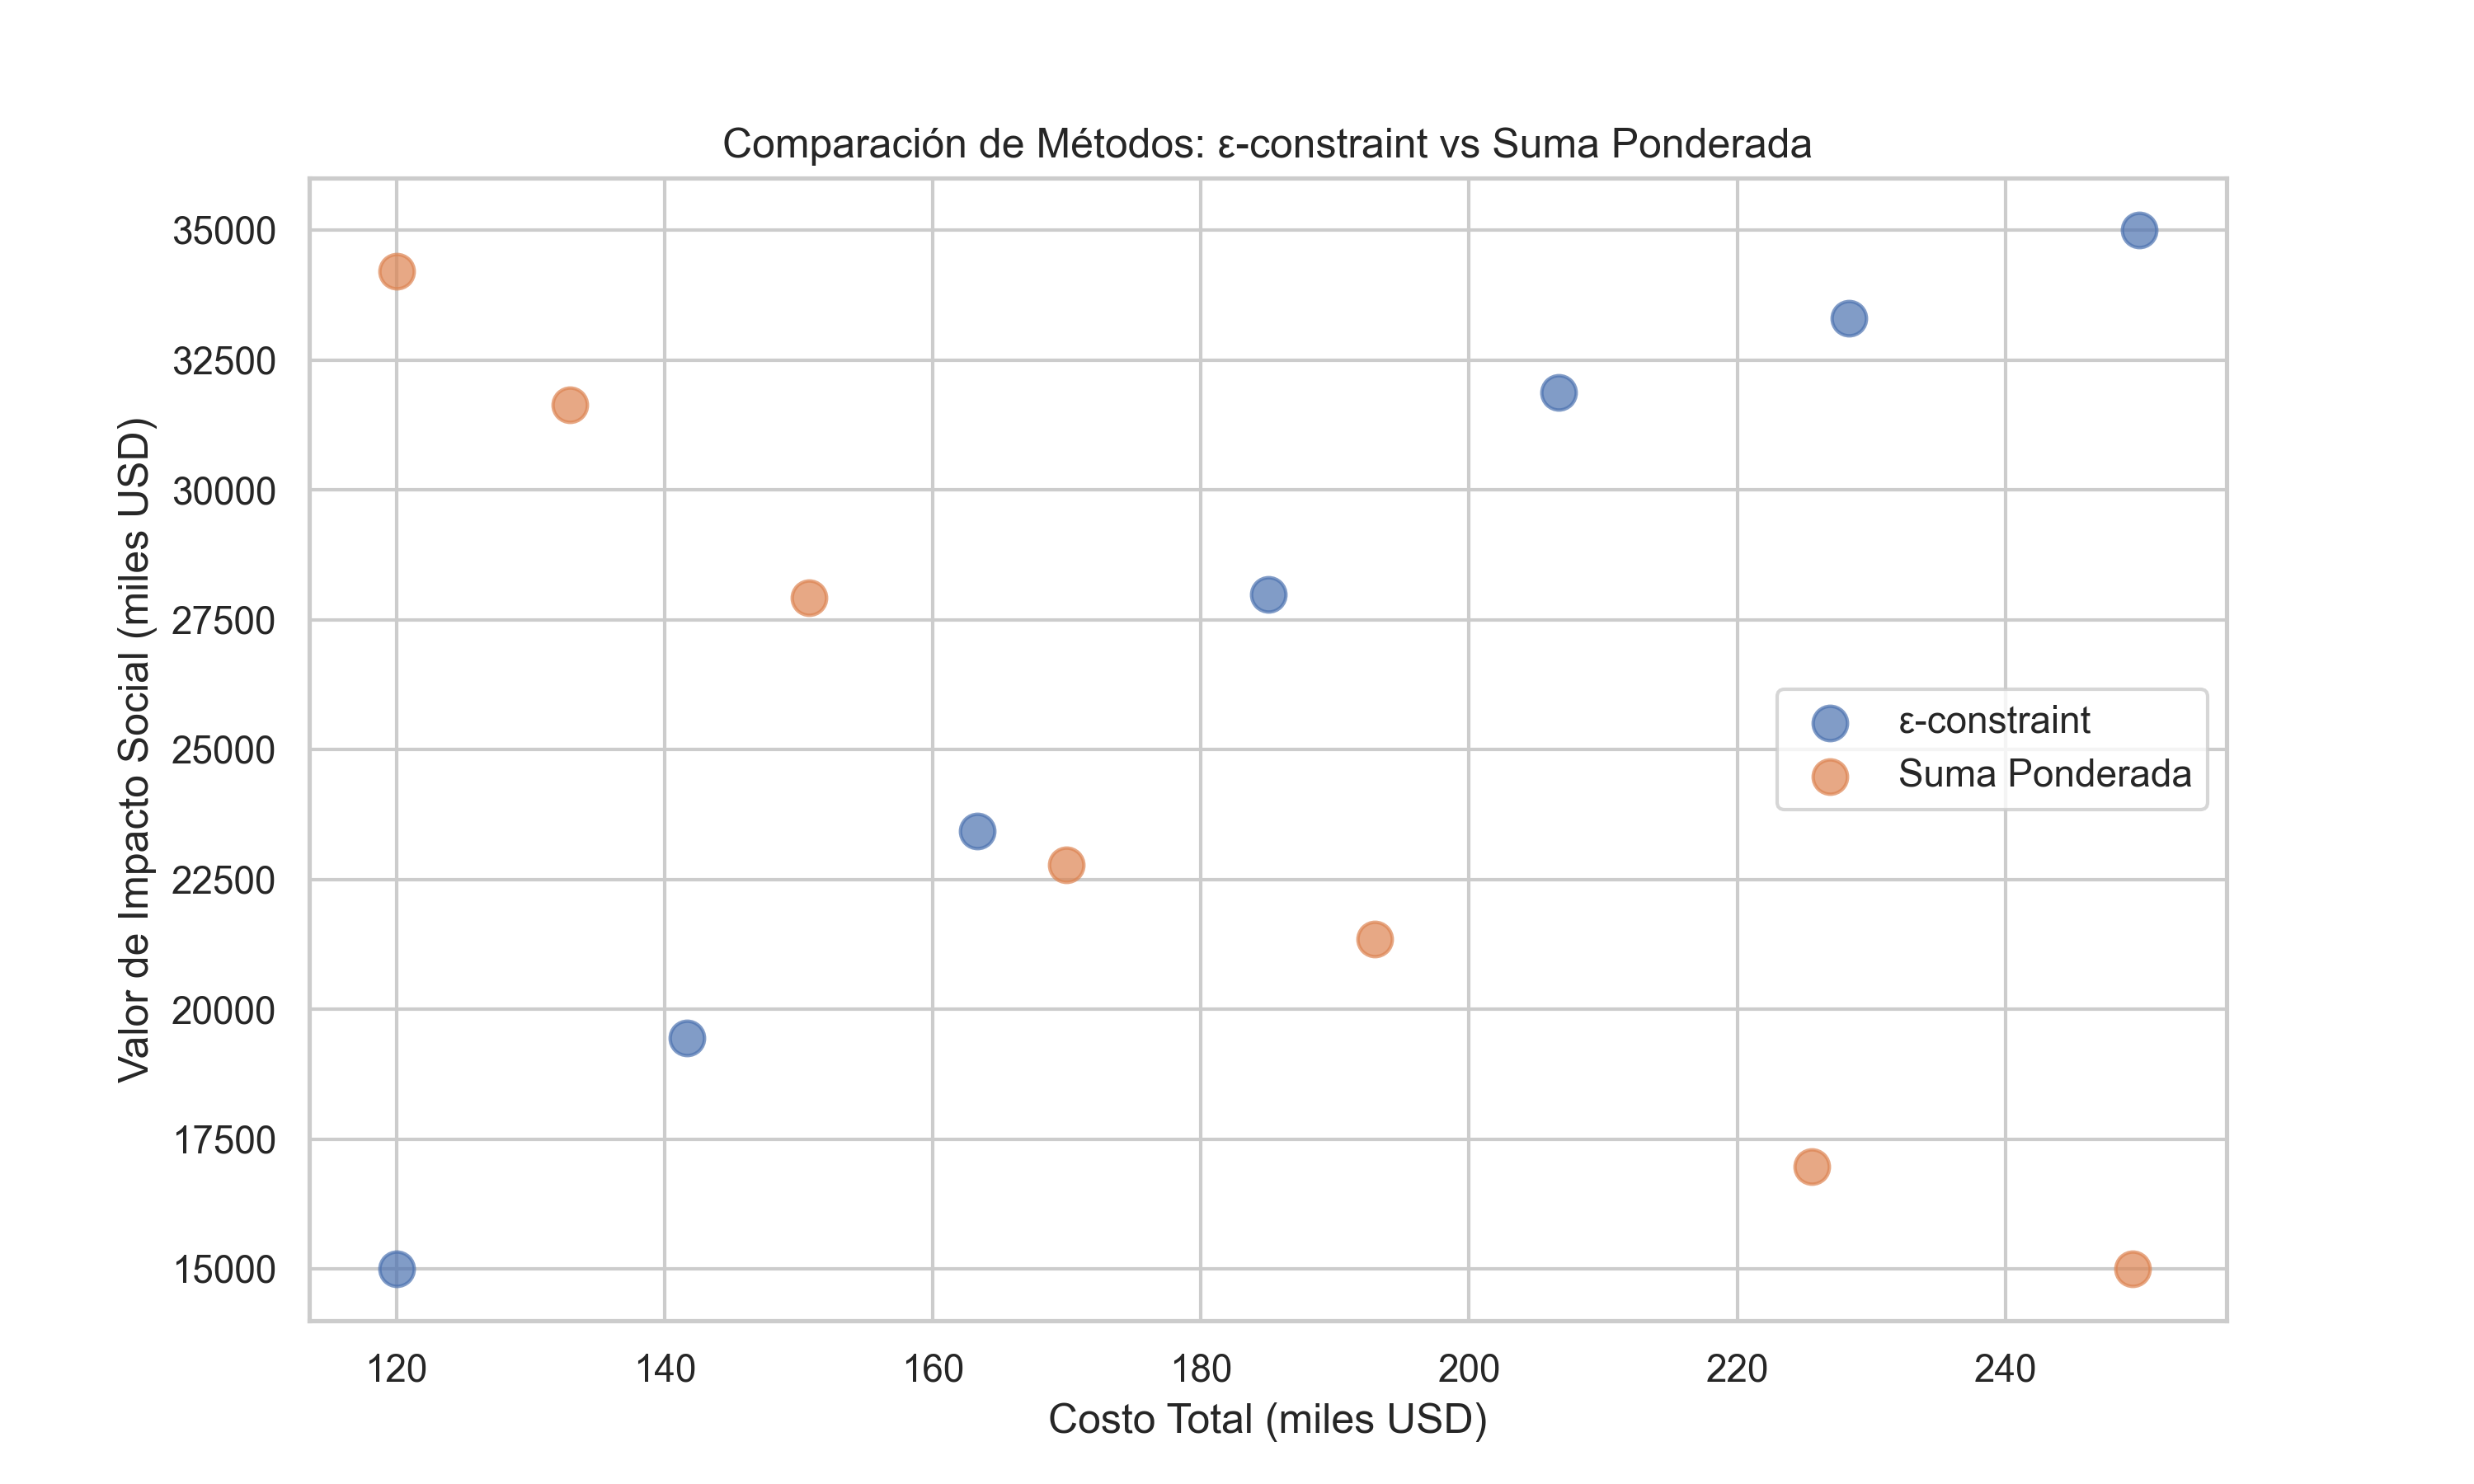 Comparación de Métodos: ε-constraint vs Suma Ponderada
35000
32500
30000
27500
25000
22500
20000
17500
15000
Valor de Impacto Social (miles USD)
ε-constraint
Suma Ponderada
120 140 160 180 200 220 240
Costo Total (miles USD)